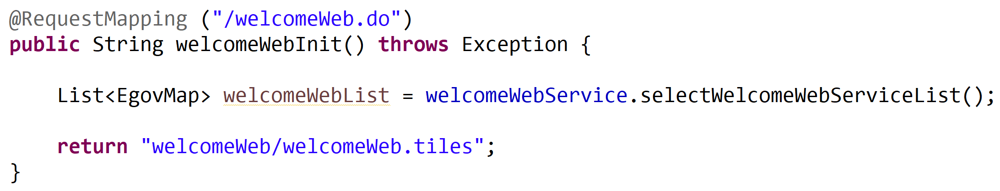 @RequestMapping ("/welcomeWeb.do")
public String welcomeWebInit() throws Exception {
List<EgovMap> welcomeWebList = welcomeWebService.selectWelcomeWebServiceList();
return "welcomeWeb/welcomeWeb.tiles";
}